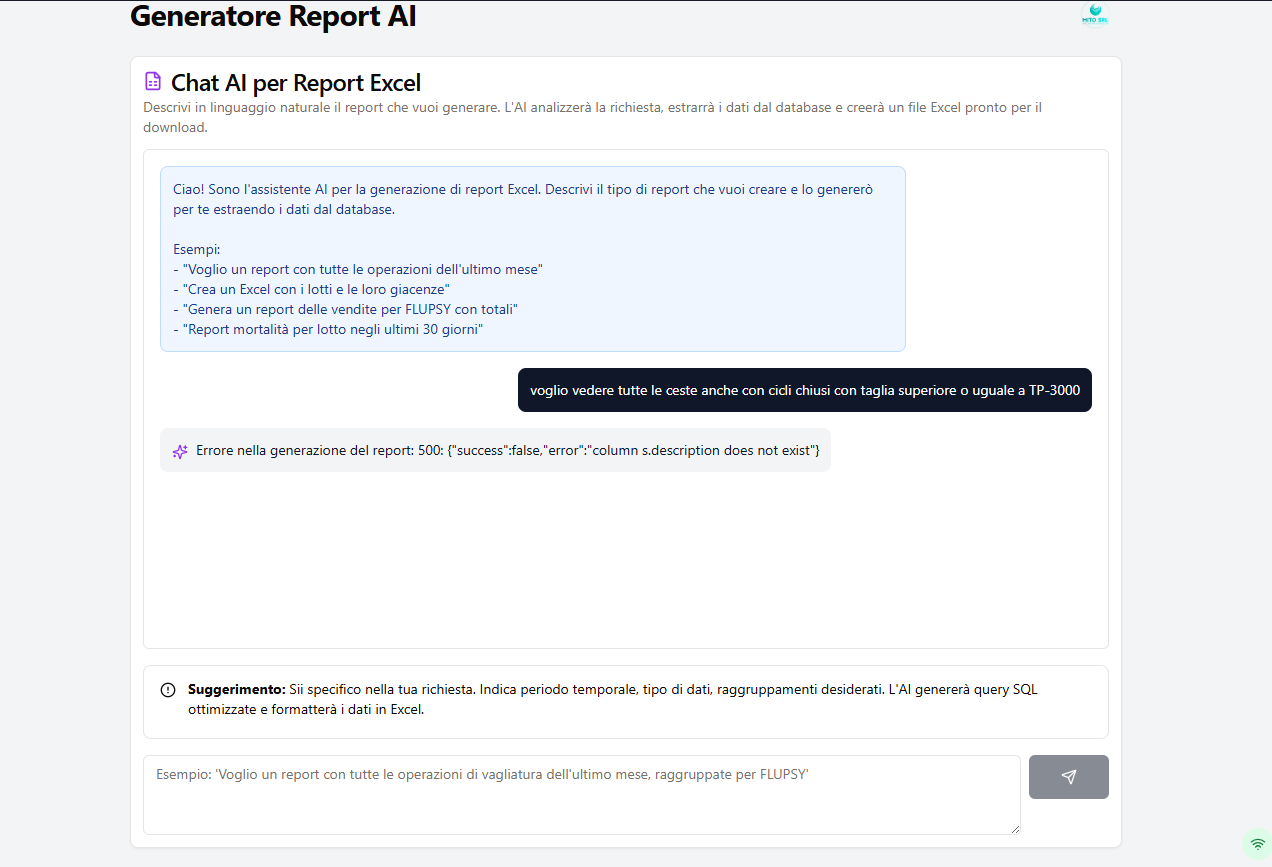 Generatore Report AI
MITO SRL
Chat AI per Report Excel
Descrivi in linguaggio naturale il report che vuoi generare. L'AI analizzerà la richiesta, estrarrà i dati dal database e creerà un file Excel pronto per il
download.
Ciao! Sono l'assistente AI per la generazione di report Excel. Descrivi il tipo di report che vuoi creare e lo genererò
per te estraendo i dati dal database.
Esempi:
- "Voglio un report con tutte le operazioni dell'ultimo mese"
- "Crea un Excel con i lotti e le loro giacenze"
- "Genera un report delle vendite per FLUPSY con totali"
- "Report mortalità per lotto negli ultimi 30 giorni"
voglio vedere tutte le ceste anche con cicli chiusi con taglia superiore o uguale a TP-3000
Errore nella generazione del report: 500: {"success":false,"error":"column s.description does not exist"}
Suggerimento: Sii specifico nella tua richiesta. Indica periodo temporale, tipo di dati, raggruppamenti desiderati. L'AI genererà query SQL
ottimizzate e formatterà i dati in Excel.
Esempio: 'Voglio un report con tutte le operazioni di vagliatura dell'ultimo mese, raggruppate per FLUPSY'